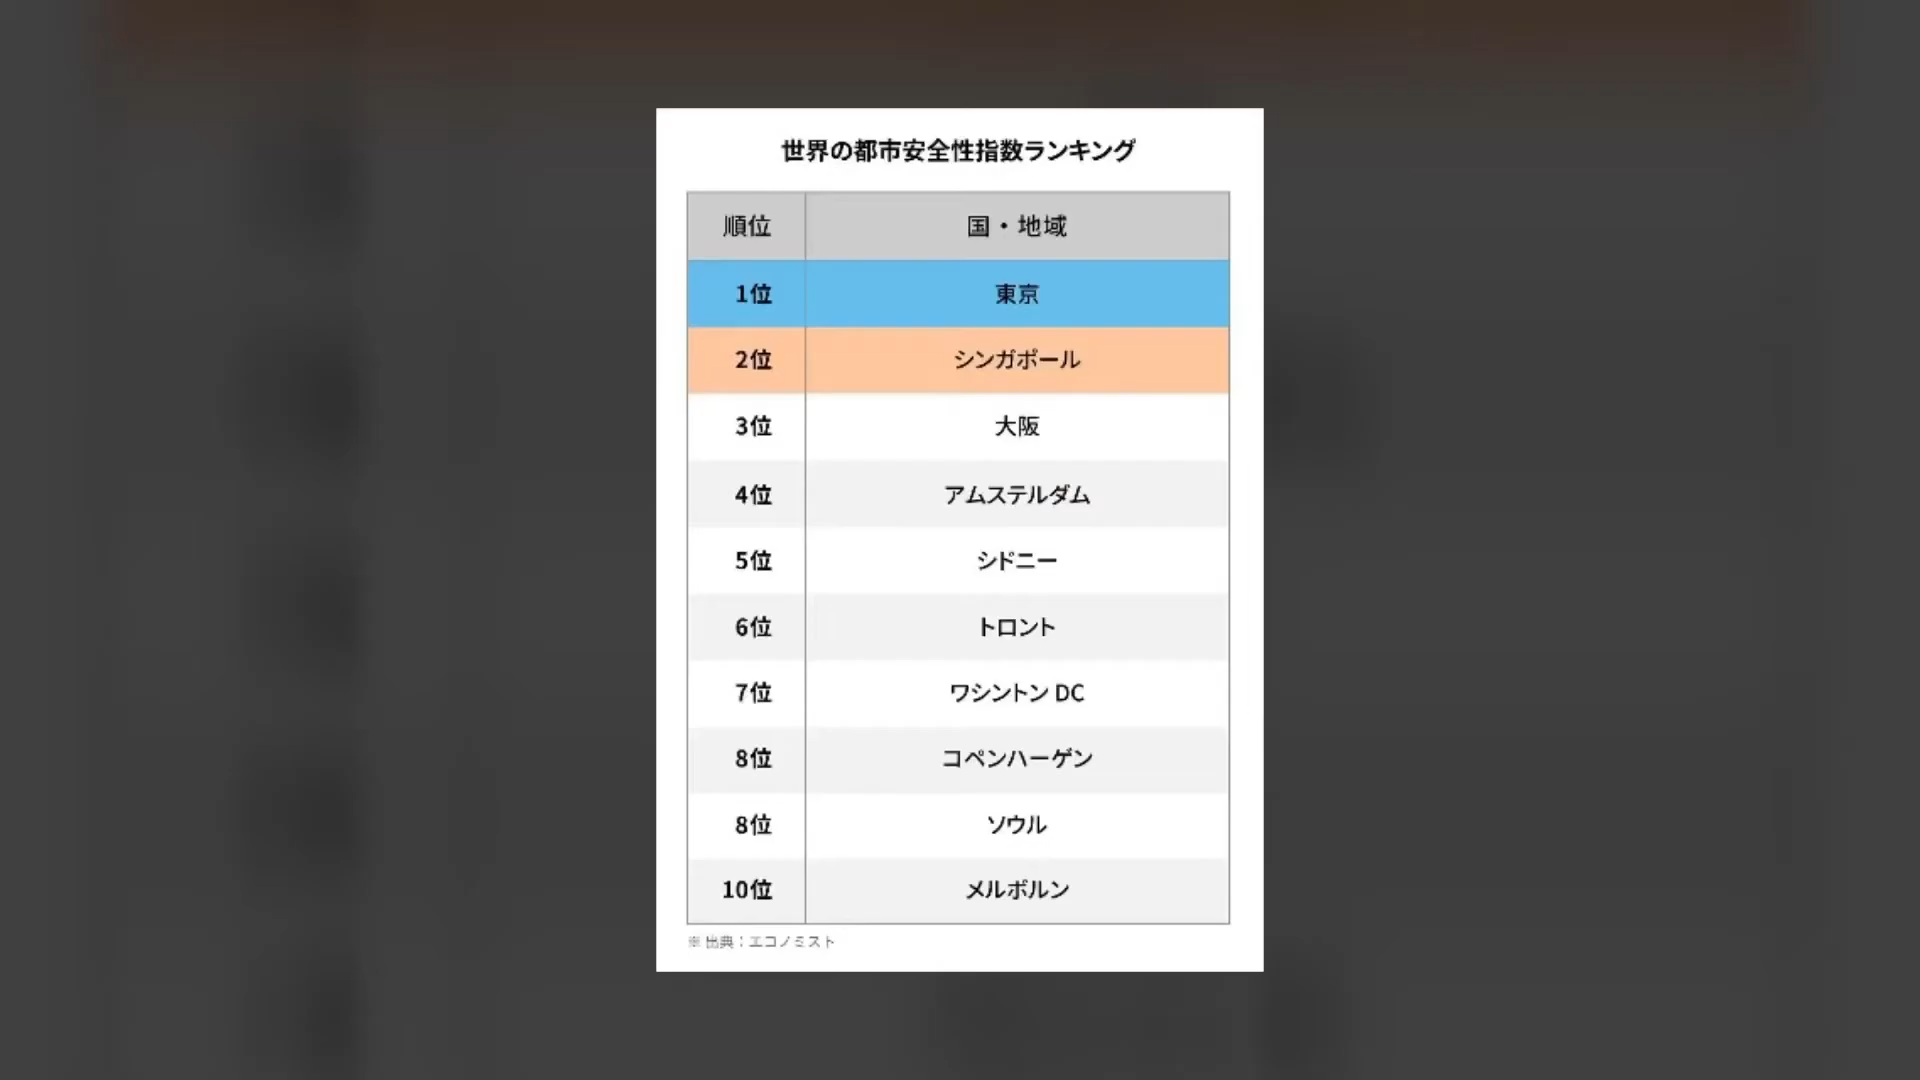 世界の都市安全性指数ランキング
順位 国・地域
1位 東京
2位 シンガポール
3位 大阪
4位 アムステルダム
5位 シドニー
6位 トロント
7位 ワシントン DC
8位 コペンハーゲン
8位 ソウル
10位 メルボルン
※ 出典：エコノミスト